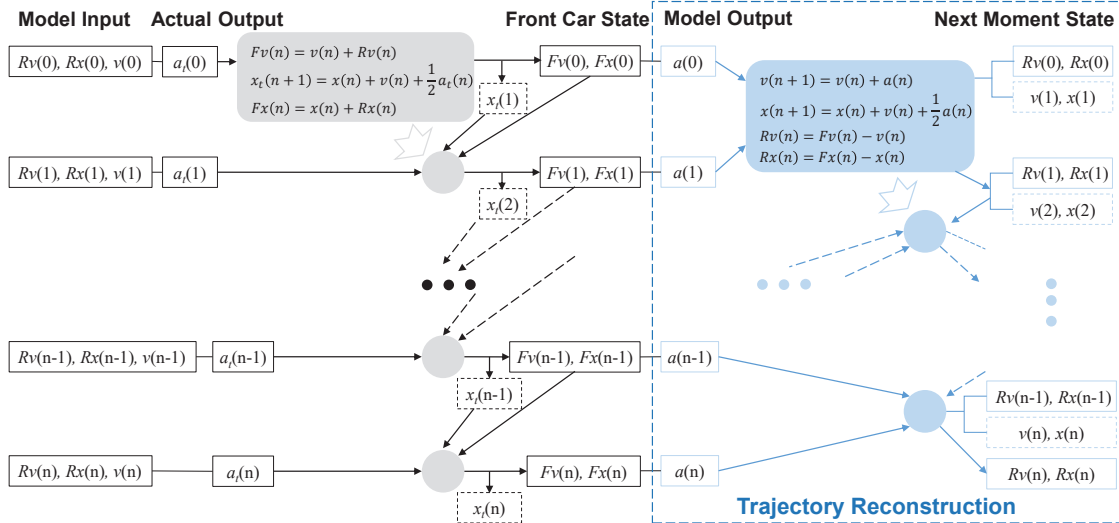 Model Input Actual Output Front Car State Model Output Next Moment State
Rv(0), Rx(0), v(0)
aₜ(0)
Fv(n) = v(n) + Rv(n)
xₜ(n + 1) = x(n) + v(n) + 1/2 aₜ(n)
Fx(n) = x(n) + Rx(n)
xₜ(1)
Fv(0), Fx(0)
a(0)
v(n + 1) = v(n) + a(n)
x(n + 1) = x(n) + v(n) + 1/2 a(n)
Rv(n) = Fv(n) − v(n)
Rx(n) = Fx(n) − x(n)
Rv(0), Rx(0)
v(1), x(1)
Rv(1), Rx(1), v(1)
aₜ(1)
xₜ(2)
Fv(1), Fx(1)
a(1)
Rv(1), Rx(1)
v(2), x(2)
Rv(n-1), Rx(n-1), v(n-1)
aₜ(n-1)
xₜ(n-1)
Fv(n-1), Fx(n-1)
a(n-1)
Rv(n-1), Rx(n-1)
v(n), x(n)
Rv(n), Rx(n), v(n)
aₜ(n)
xₜ(n)
Fv(n), Fx(n)
a(n)
Rv(n), Rx(n)
Trajectory Reconstruction